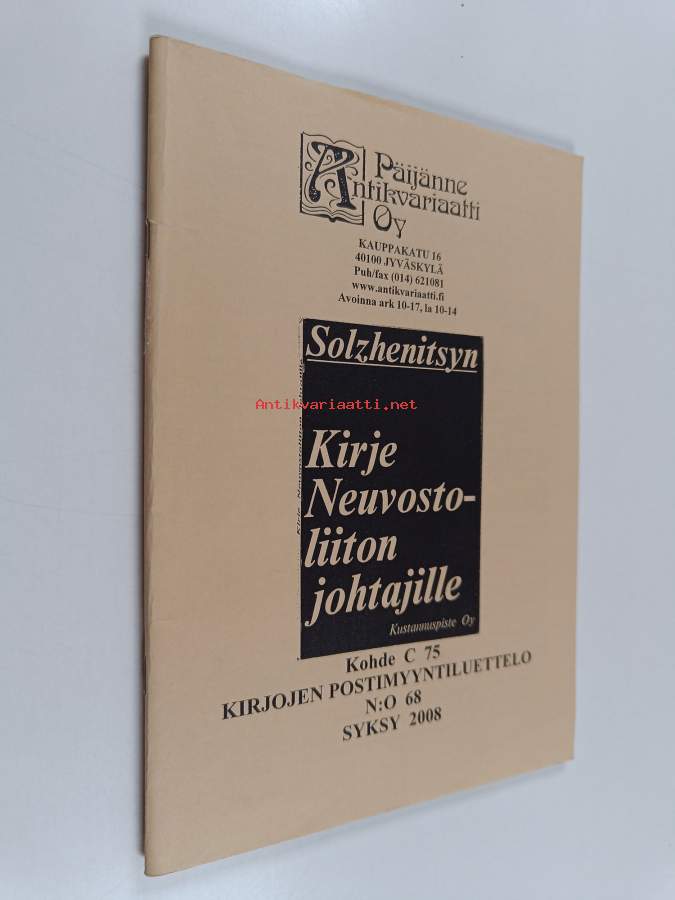 Päijänne
Antikvariaatti
Oy
KAUPPAKATU 16
40100 JYVÄSKYLÄ
Puh/fax (014) 621081
www.antikvariaatti.fi
Avoinna ark 10-17, la 10-14
Solzhenitsyn
Antikvariaatti.net
Kirje
Neuvosto-
liiton
johtajille
Kustannuspiste Oy
Kohde C 75
KIRJOJEN POSTIMYYNTILUETTELO
N:O 68
SYKSY 2008